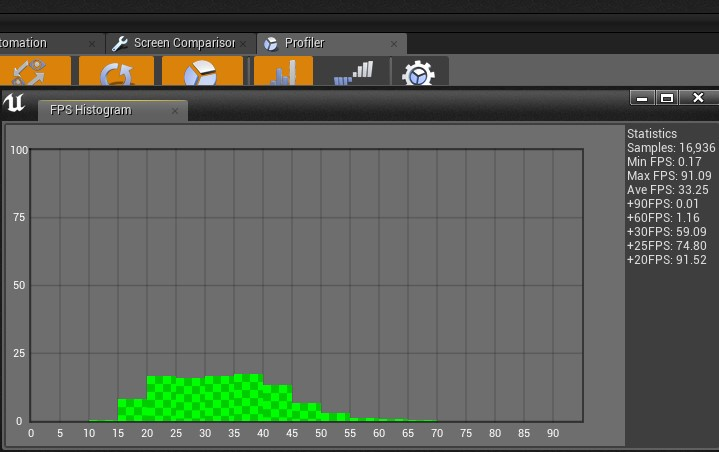 tomation
Screen Comparisor
Profiler
FPS Histogram
Statistics
Samples: 16,936
Min FPS: 0.17
Max FPS: 91.09
Ave FPS: 33.25
+90FPS: 0.01
+60FPS: 1.16
+30FPS: 59.09
+25FPS: 74.80
+20FPS: 91.52
100
75
50
25
0
0 5 10 15 20 25 30 35 40 45 50 55 60 65 70 75 80 85 90